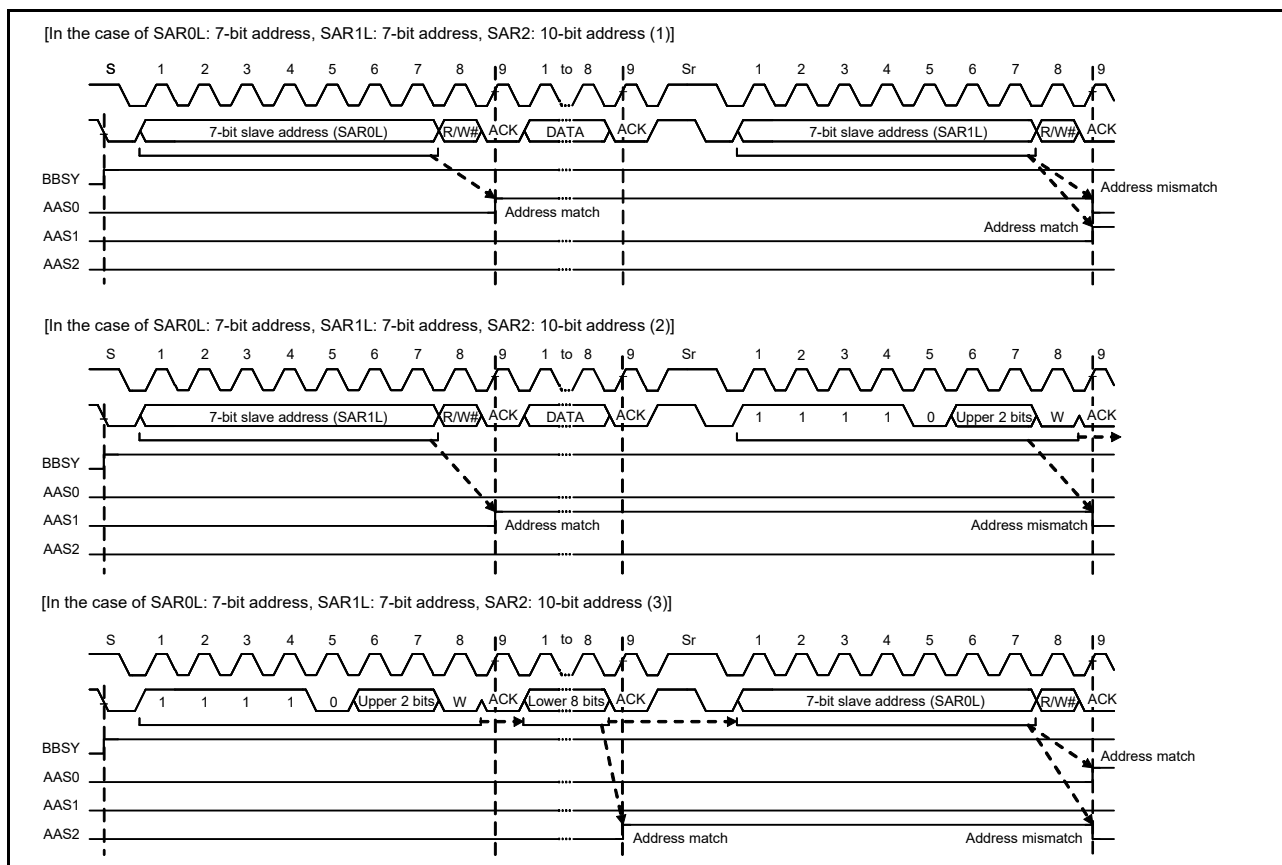 [In the case of SAR0L: 7-bit address, SAR1L: 7-bit address, SAR2: 10-bit address (1)]
S 1 2 3 4 5 6 7 8 9 1 to 8 9 Sr 1 2 3 4 5 6 7 8 9
7-bit slave address (SAR0L) R/W# ACK DATA ACK 7-bit slave address (SAR1L) R/W# ACK
BBSY
Address mismatch
AAS0
Address match
Address match
AAS1
AAS2
[In the case of SAR0L: 7-bit address, SAR1L: 7-bit address, SAR2: 10-bit address (2)]
S 1 2 3 4 5 6 7 8 9 1 to 8 9 Sr 1 2 3 4 5 6 7 8 9
7-bit slave address (SAR1L) R/W# ACK DATA ACK 1 1 1 1 0 Upper 2 bits W ACK
BBSY
AAS0
AAS1
Address match Address mismatch
AAS2
[In the case of SAR0L: 7-bit address, SAR1L: 7-bit address, SAR2: 10-bit address (3)]
S 1 2 3 4 5 6 7 8 9 1 to 8 9 Sr 1 2 3 4 5 6 7 8 9
1 1 1 1 0 Upper 2 bits W ACK Lower 8 bits ACK 7-bit slave address (SAR0L) R/W# ACK
BBSY
Address match
AAS0
AAS1
AAS2
Address match Address mismatch